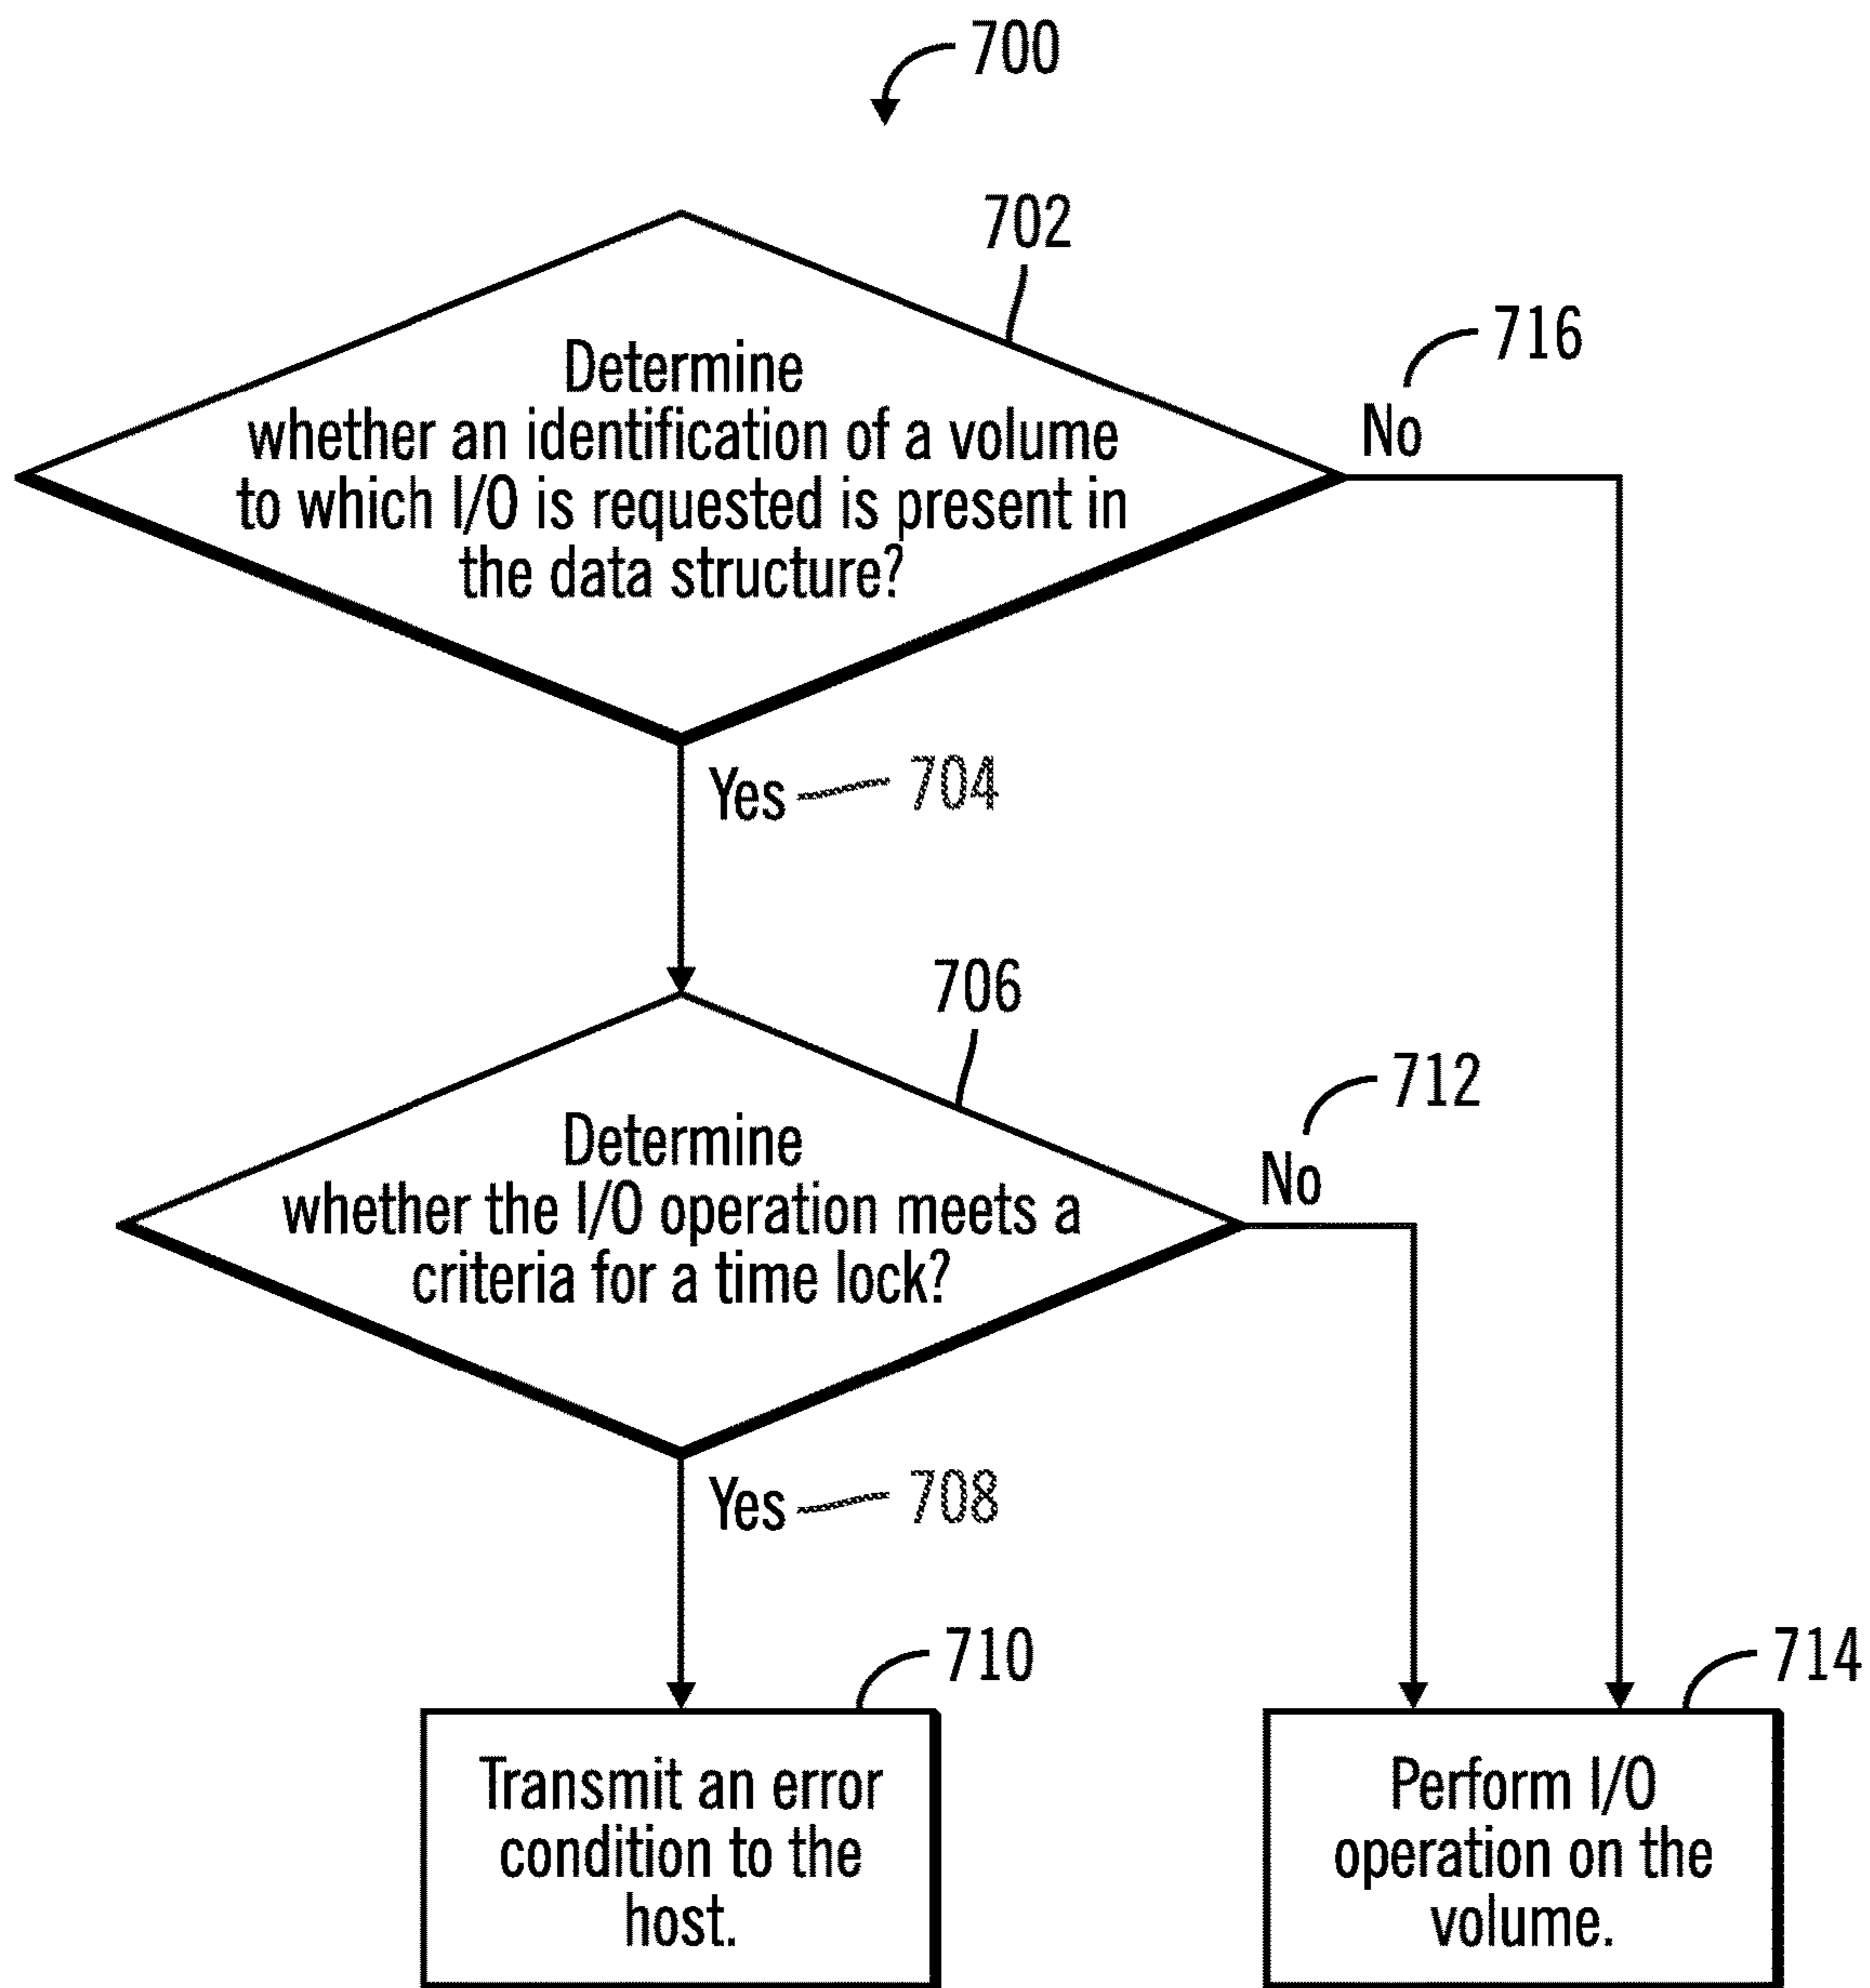 700
702
Determine
whether an identification of a volume
to which I/O is requested is present in
the data structure?
716
No
Yes
704
706
Determine
whether the I/O operation meets a
criteria for a time lock?
712
No
Yes
708
710
Transmit an error
condition to the
host.
714
Perform I/O
operation on the
volume.